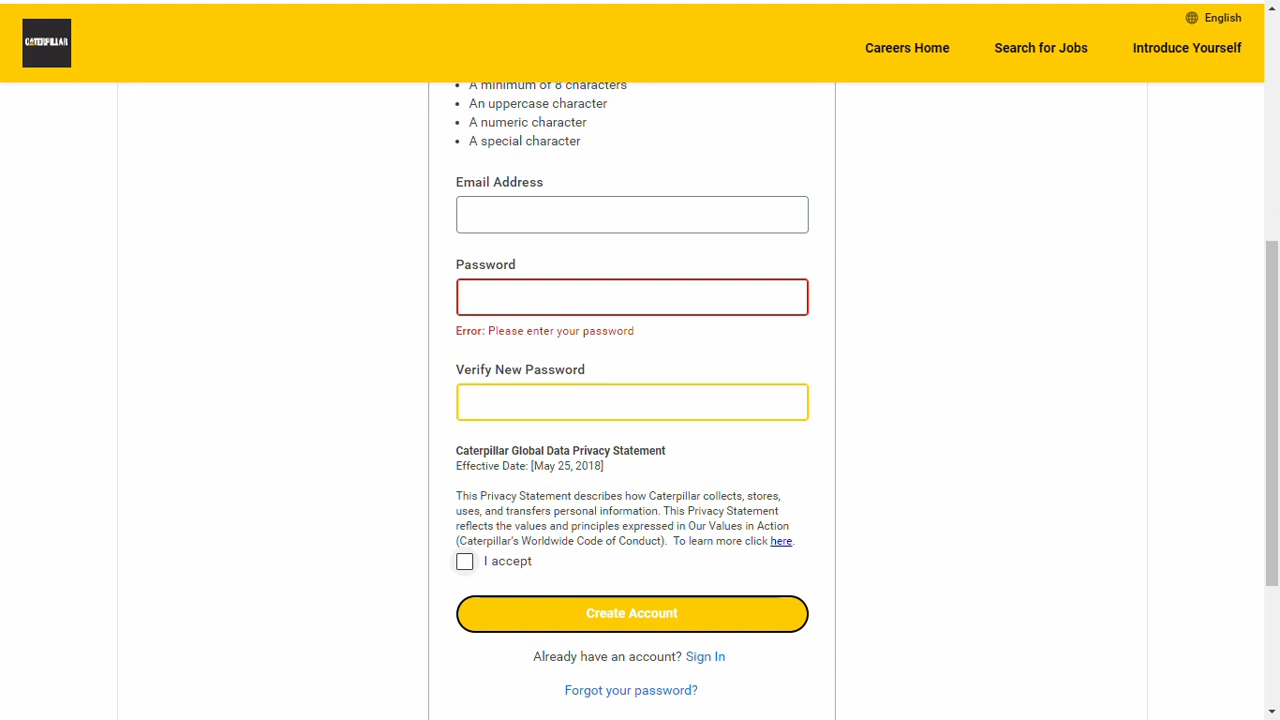 English
CATERPILLAR
Careers Home
Search for Jobs
Introduce Yourself
A minimum of 8 characters
An uppercase character
A numeric character
A special character
Email Address
Password
Error: Please enter your password
Verify New Password
Caterpillar Global Data Privacy Statement
Effective Date: [May 25, 2018]
This Privacy Statement describes how Caterpillar collects, stores,
uses, and transfers personal information. This Privacy Statement
reflects the values and principles expressed in Our Values in Action
(Caterpillar's Worldwide Code of Conduct).  To learn more click here.
I accept
Create Account
Already have an account? Sign In
Forgot your password?